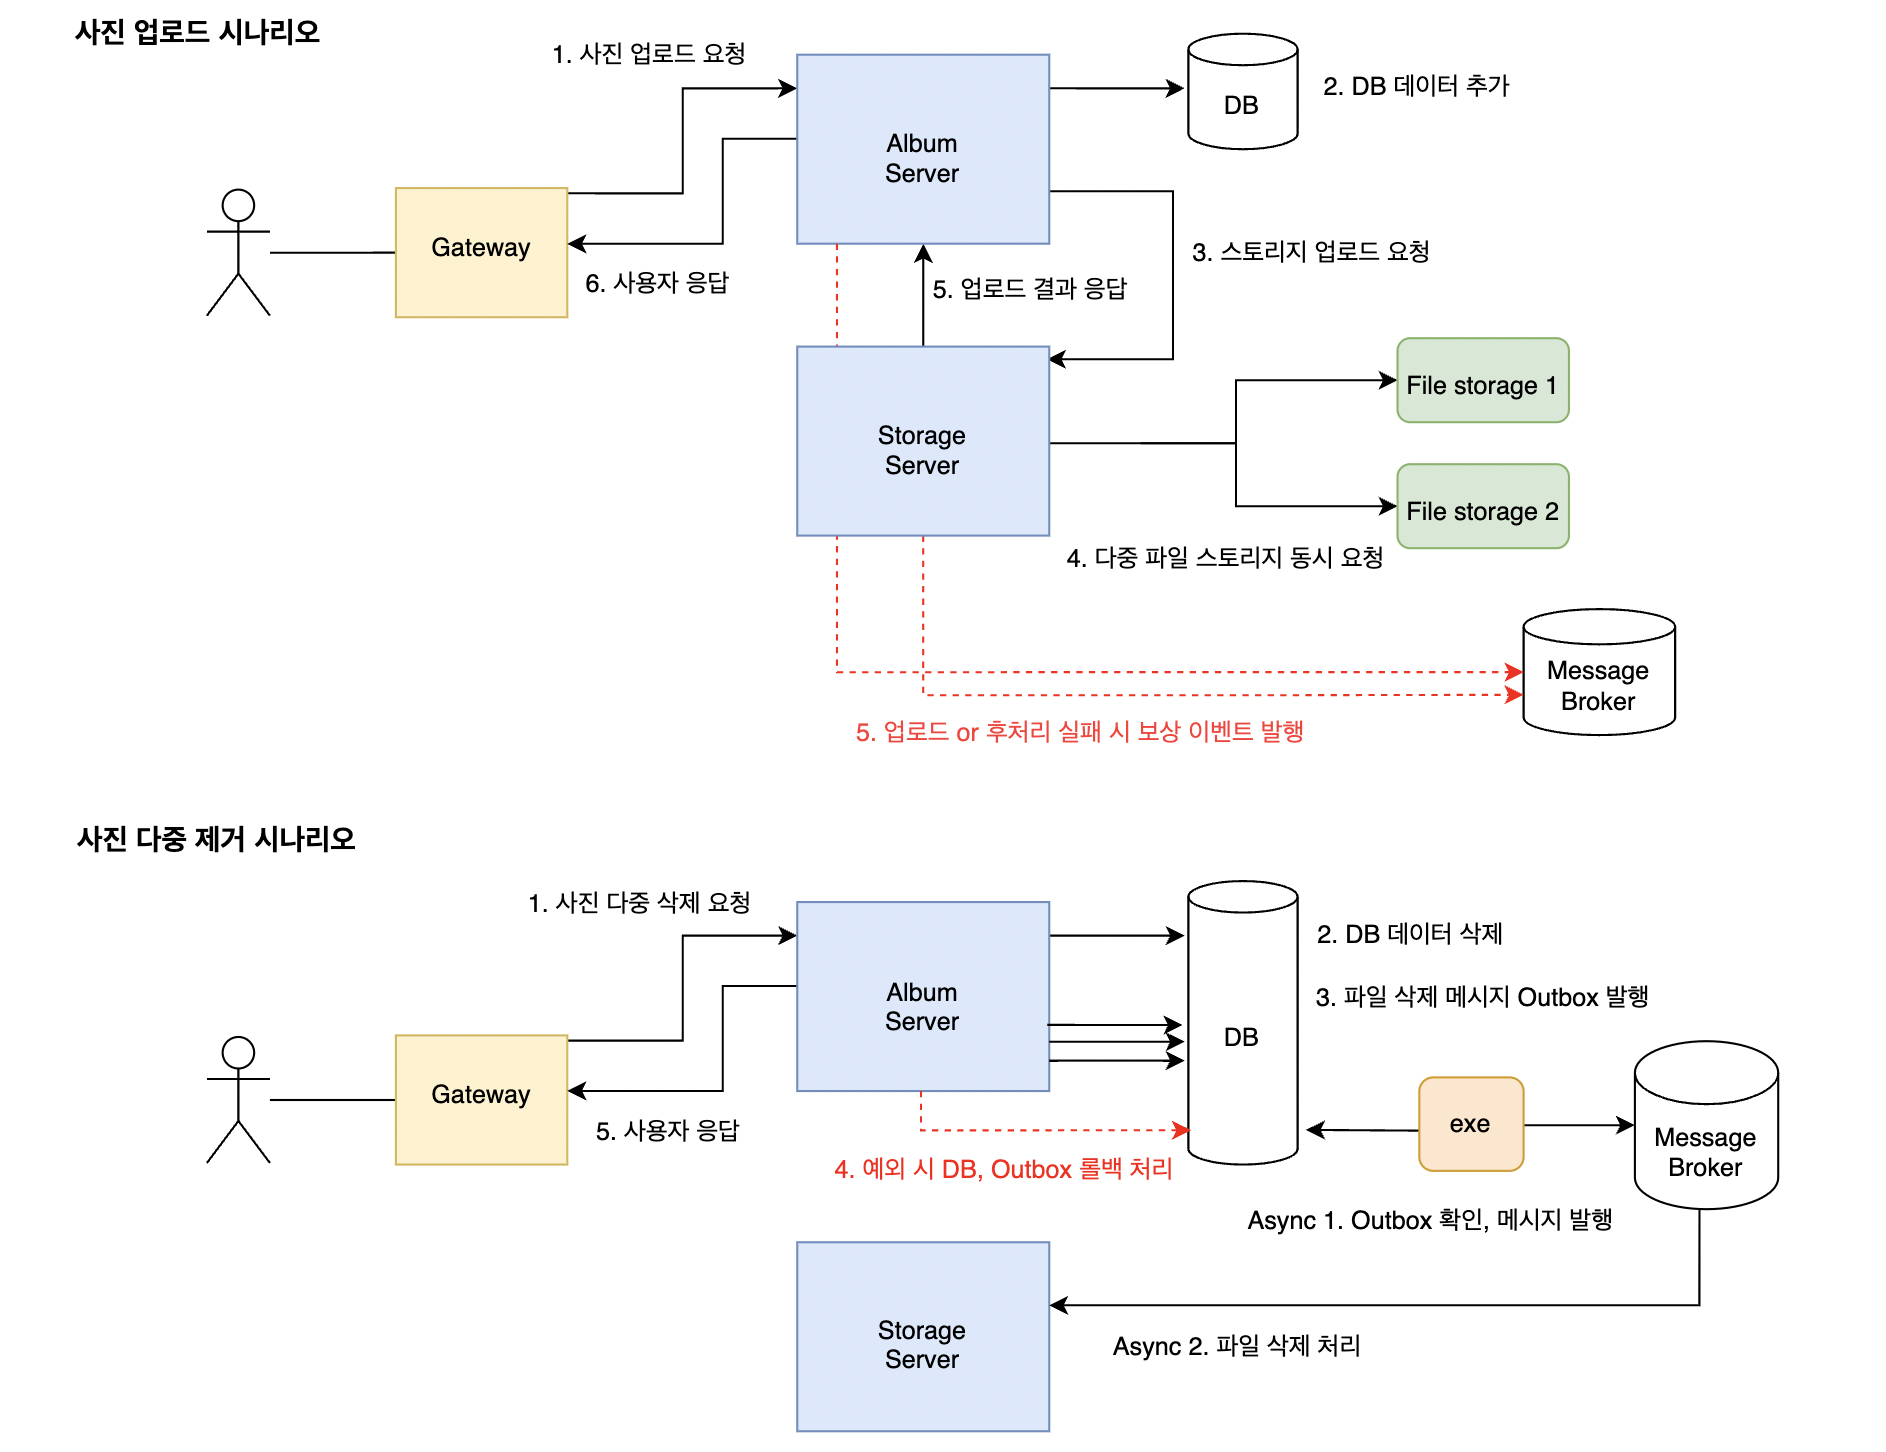 사진 업로드 시나리오
1. 사진 업로드 요청
Album
Server
DB
2. DB 데이터 추가
Gateway
6. 사용자 응답
3. 스토리지 업로드 요청
5. 업로드 결과 응답
Storage
Server
File storage 1
File storage 2
4. 다중 파일 스토리지 동시 요청
Message
Broker
5. 업로드 or 후처리 실패 시 보상 이벤트 발행
사진 다중 제거 시나리오
1. 사진 다중 삭제 요청
Album
Server
DB
2. DB 데이터 삭제
3. 파일 삭제 메시지 Outbox 발행
Gateway
5. 사용자 응답
4. 예외 시 DB, Outbox 롤백 처리
exe
Message
Broker
Async 1. Outbox 확인, 메시지 발행
Storage
Server
Async 2. 파일 삭제 처리